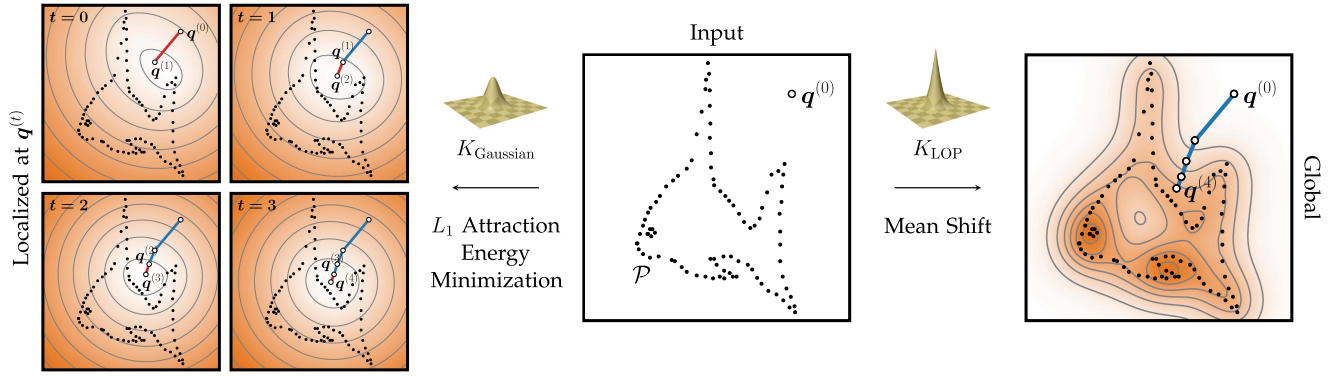 Localized at q^(t)
t = 0
q^(0)
q^(1)
t = 1
q^(1)
q^(2)
t = 2
q^(2)
q^(3)
t = 3
q^(3)
q^(4)
K_Gaussian
L_1 Attraction
Energy
Minimization
Input
q^(0)
P
K_LOP
Mean Shift
q^(0)
q^(4)
Global